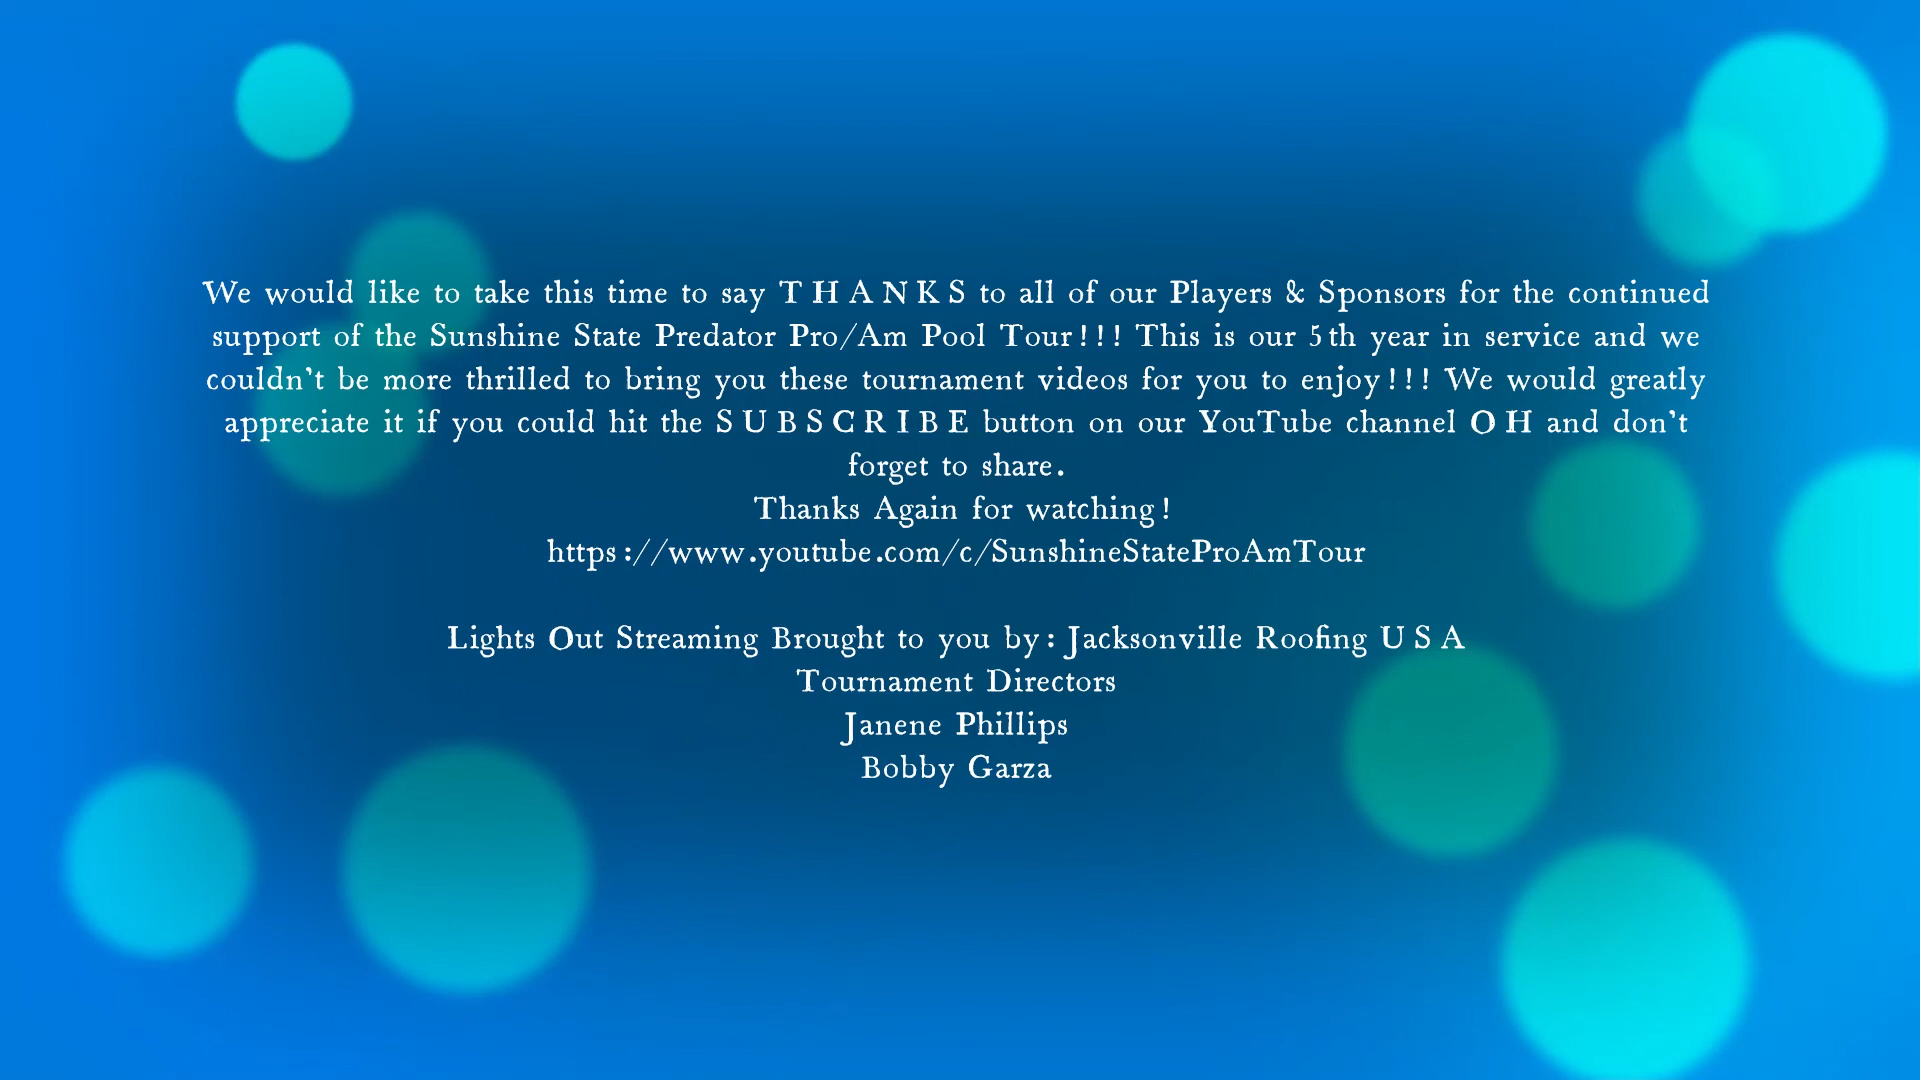 We would like to take this time to say T H A N K S to all of our Players & Sponsors for the continued
support of the Sunshine State Predator Pro/Am Pool Tour!!! This is our 5th year in service and we
couldn't be more thrilled to bring you these tournament videos for you to enjoy!!! We would greatly
appreciate it if you could hit the S U B S C R I B E button on our YouTube channel O H and don't
forget to share.
Thanks Again for watching!
https://www.youtube.com/c/SunshineStateProAmTour
Lights Out Streaming Brought to you by: Jacksonville Roofing U S A
Tournament Directors
Janene Phillips
Bobby Garza